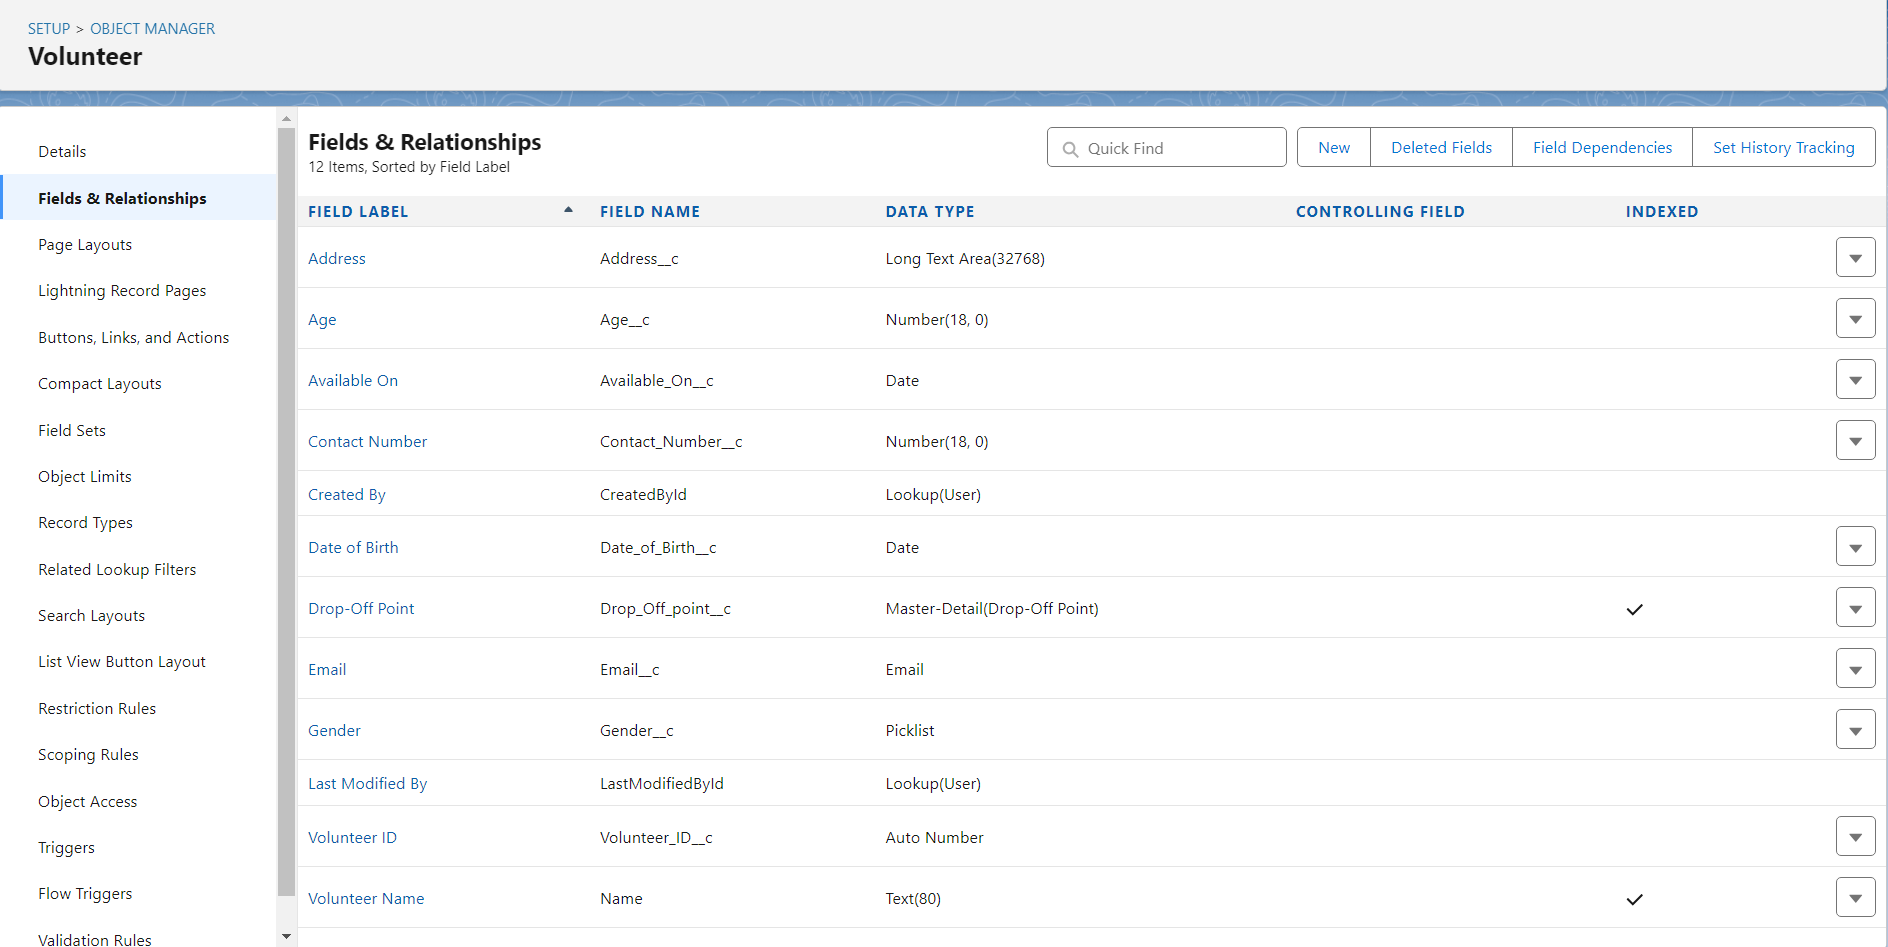 SETUP > OBJECT MANAGER
Volunteer
Details
Fields & Relationships
Page Layouts
Lightning Record Pages
Buttons, Links, and Actions
Compact Layouts
Field Sets
Object Limits
Record Types
Related Lookup Filters
Search Layouts
List View Button Layout
Restriction Rules
Scoping Rules
Object Access
Triggers
Flow Triggers
Validation Rules
Fields & Relationships
12 Items, Sorted by Field Label
Quick Find New Deleted Fields Field Dependencies Set History Tracking
FIELD LABEL FIELD NAME DATA TYPE CONTROLLING FIELD INDEXED
Address Address__c Long Text Area(32768)
Age Age__c Number(18, 0)
Available On Available_On__c Date
Contact Number Contact_Number__c Number(18, 0)
Created By CreatedById Lookup(User)
Date of Birth Date_of_Birth__c Date
Drop-Off Point Drop_Off_point__c Master-Detail(Drop-Off Point)
Email Email__c Email
Gender Gender__c Picklist
Last Modified By LastModifiedById Lookup(User)
Volunteer ID Volunteer_ID__c Auto Number
Volunteer Name Name Text(80)